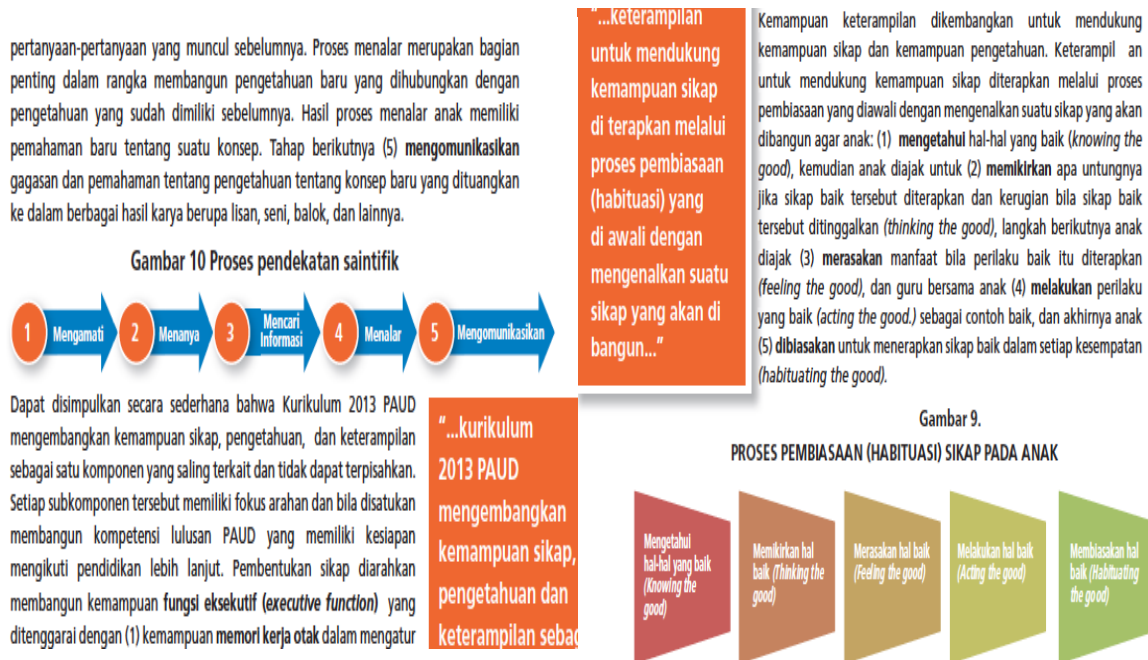 pertanyaan-pertanyaan yang muncul sebelumnya. Proses menalar merupakan bagian
penting dalam rangka membangun pengetahuan baru yang dihubungkan dengan
pengetahuan yang sudah dimiliki sebelumnya. Hasil proses menalar anak memiliki
pemahaman baru tentang suatu konsep. Tahap berikutnya (5) mengomunikasikan
gagasan dan pemahaman tentang pengetahuan tentang konsep baru yang dituangkan
ke dalam berbagai hasil karya berupa lisan, seni, balok, dan lainnya.
Gambar 10 Proses pendekatan saintifik
1 Mengamati 2 Menanya 3 Mencari Informasi 4 Menalar 5 Mengomunikasikan
Dapat disimpulkan secara sederhana bahwa Kurikulum 2013 PAUD
mengembangkan kemampuan sikap, pengetahuan, dan keterampilan
sebagai satu komponen yang saling terkait dan tidak dapat terpisahkan.
Setiap subkomponen tersebut memiliki fokus arahan dan bila disatukan
membangun kompetensi lulusan PAUD yang memiliki kesiapan
mengikuti pendidikan lebih lanjut. Pembentukan sikap diarahkan
membangun kemampuan fungsi eksekutif (executive function) yang
ditenggarai dengan (1) kemampuan memori kerja otak dalam mengatur
"...kurikulum
2013 PAUD
mengembangkan
kemampuan sikap,
pengetahuan dan
keterampilan sebag
"...keterampilan
untuk mendukung
kemampuan sikap
di terapkan melalui
proses pembiasaan
(habituasi) yang
di awali dengan
mengenalkan suatu
sikap yang akan di
bangun..."
Kemampuan keterampilan dikembangkan untuk mendukung
kemampuan sikap dan kemampuan pengetahuan. Keterampil an
untuk mendukung kemampuan sikap diterapkan melalui proses
pembiasaan yang diawali dengan mengenalkan suatu sikap yang akan
dibangun agar anak: (1) mengetahui hal-hal yang baik (knowing the
good), kemudian anak diajak untuk (2) memikirkan apa untungnya
jika sikap baik tersebut diterapkan dan kerugian bila sikap baik
tersebut ditinggalkan (thinking the good), langkah berikutnya anak
diajak (3) merasakan manfaat bila perilaku baik itu diterapkan
(feeling the good), dan guru bersama anak (4) melakukan perilaku
yang baik (acting the good.) sebagai contoh baik, dan akhirnya anak
(5) dibiasakan untuk menerapkan sikap baik dalam setiap kesempatan
(habituating the good).
Gambar 9.
PROSES PEMBIASAAN (HABITUASI) SIKAP PADA ANAK
Mengetahui
hal-hal yang baik
(Knowing the
good)
Memikirkan hal
baik (Thinking the
good)
Merasakan hal baik
(Feeling the good)
Melakukan hal baik
(Acting the good)
Membiasakan hal
baik (Habituating
the good)